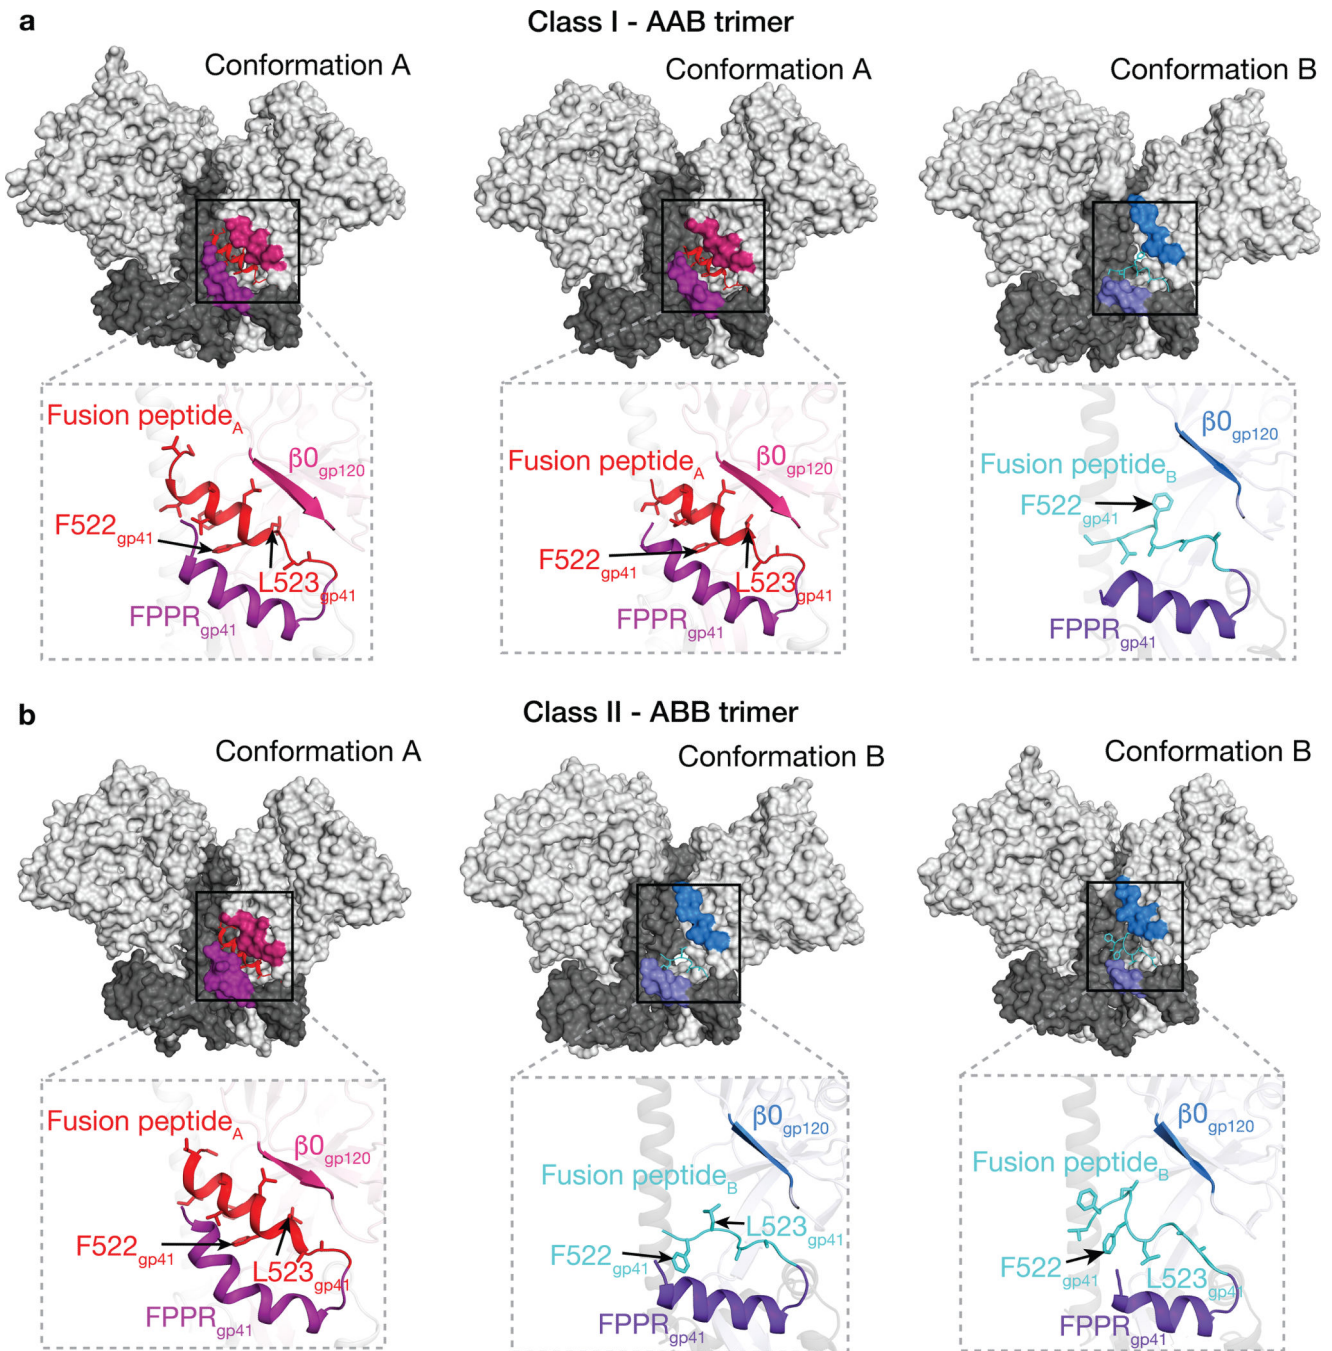 a
Class I - AAB trimer
Conformation A
Conformation A
Conformation B
Fusion peptideA
β0gp120
F522gp41
L523gp41
FPPRgp41
Fusion peptideA
β0gp120
F522gp41
L523gp41
FPPRgp41
β0gp120
Fusion peptideB
F522gp41
FPPRgp41
b
Class II - ABB trimer
Conformation A
Conformation B
Conformation B
Fusion peptideA
β0gp120
F522gp41
L523gp41
FPPRgp41
β0gp120
Fusion peptideB
L523gp41
F522gp41
FPPRgp41
β0gp120
Fusion peptideB
F522gp41
L523gp41
FPPRgp41